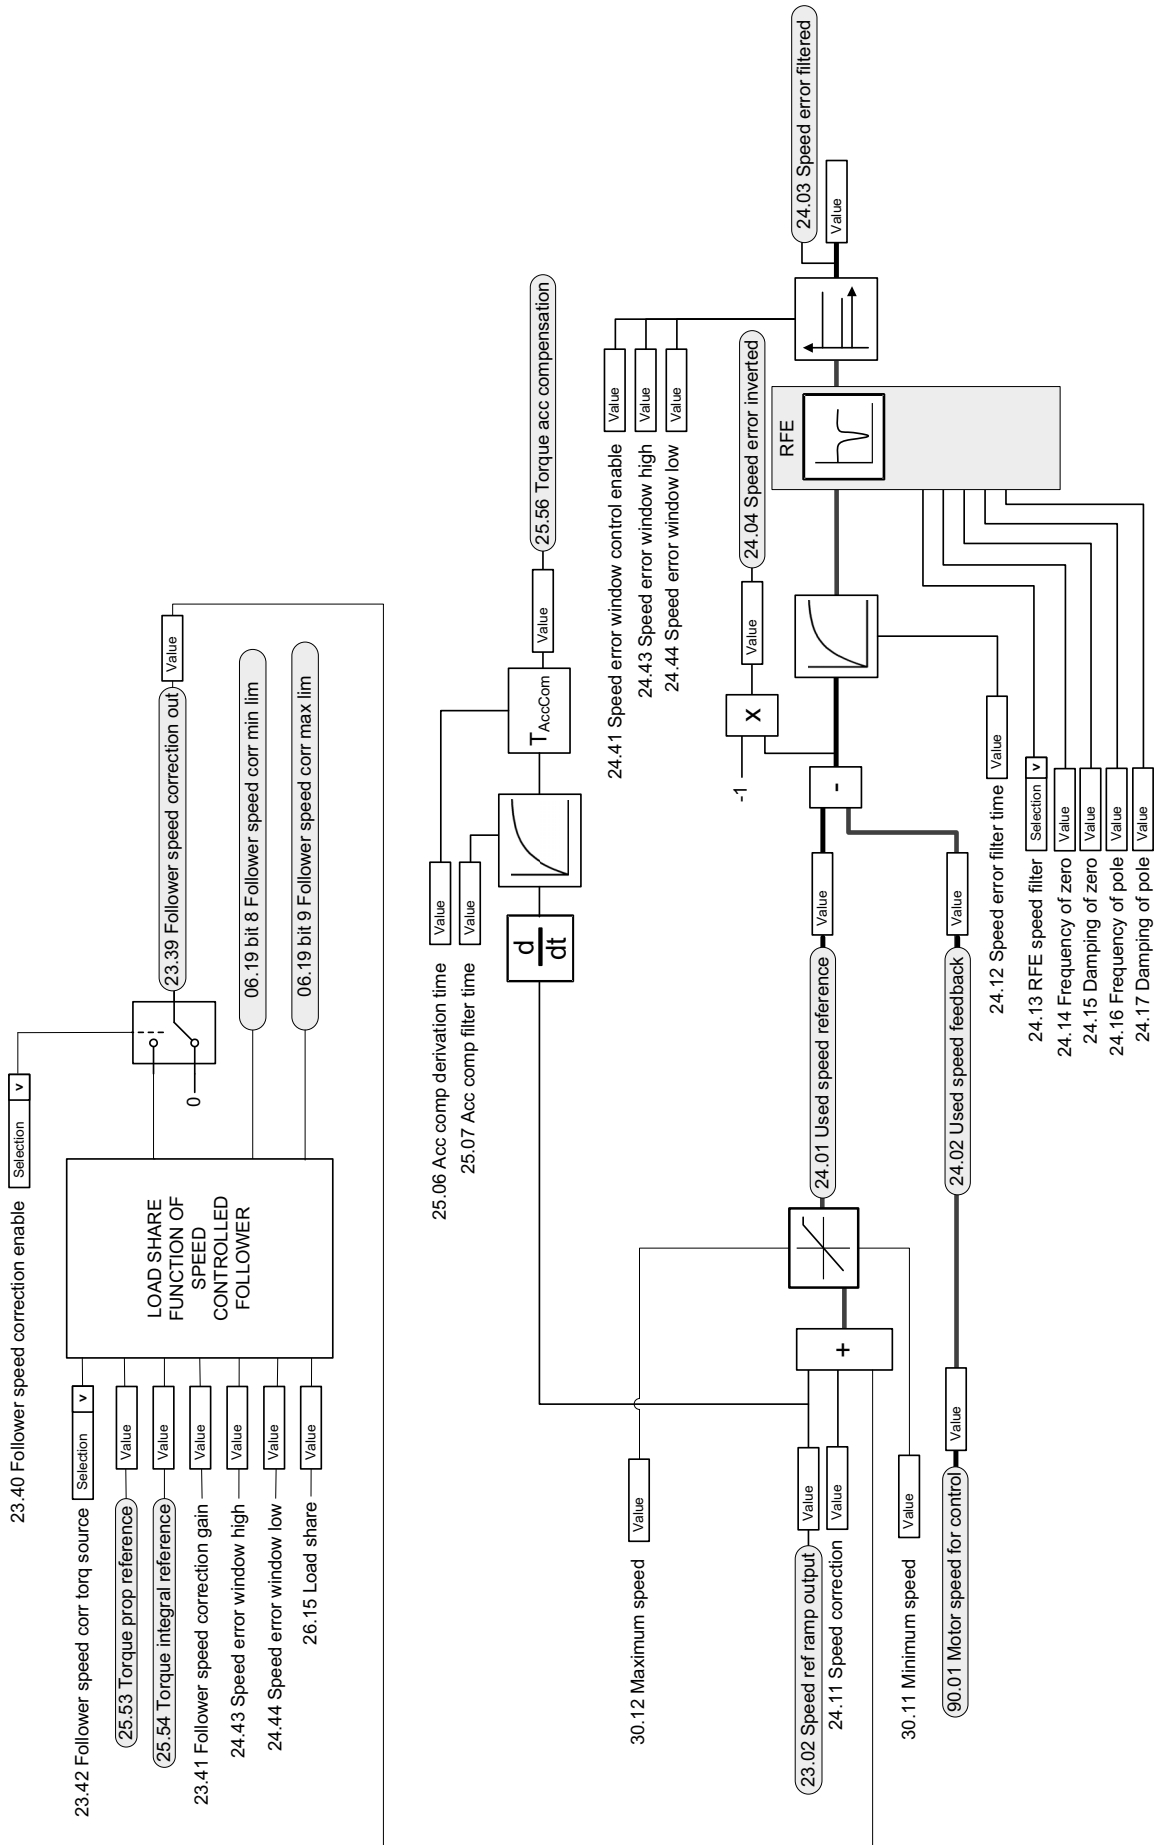 23.40 Follower speed correction enable
Selection v
23.42 Follower speed corr torq source
Selection v
25.53 Torque prop reference
Value
25.54 Torque integral reference
Value
23.41 Follower speed correction gain
Value
24.43 Speed error window high
Value
24.44 Speed error window low
Value
26.15 Load share
Value
LOAD SHARE
FUNCTION OF
SPEED
CONTROLLED
FOLLOWER
0
23.39 Follower speed correction out
Value
06.19 bit 8 Follower speed corr min lim
06.19 bit 9 Follower speed corr max lim
25.06 Acc comp derivation time
Value
25.07 Acc comp filter time
Value
d
dt
TAccCom
Value
25.56 Torque acc compensation
24.41 Speed error window control enable
Value
24.43 Speed error window high
Value
24.44 Speed error window low
Value
30.12 Maximum speed
Value
23.02 Speed ref ramp output
Value
24.11 Speed correction
Value
30.11 Minimum speed
Value
90.01 Motor speed for control
Value
+
24.01 Used speed reference
Value
24.02 Used speed feedback
Value
-
-1
X
Value
24.04 Speed error inverted
RFE
24.03 Speed error filtered
Value
24.12 Speed error filter time
Value
24.13 RFE speed filter
Selection v
24.14 Frequency of zero
Value
24.15 Damping of zero
Value
24.16 Frequency of pole
Value
24.17 Damping of pole
Value